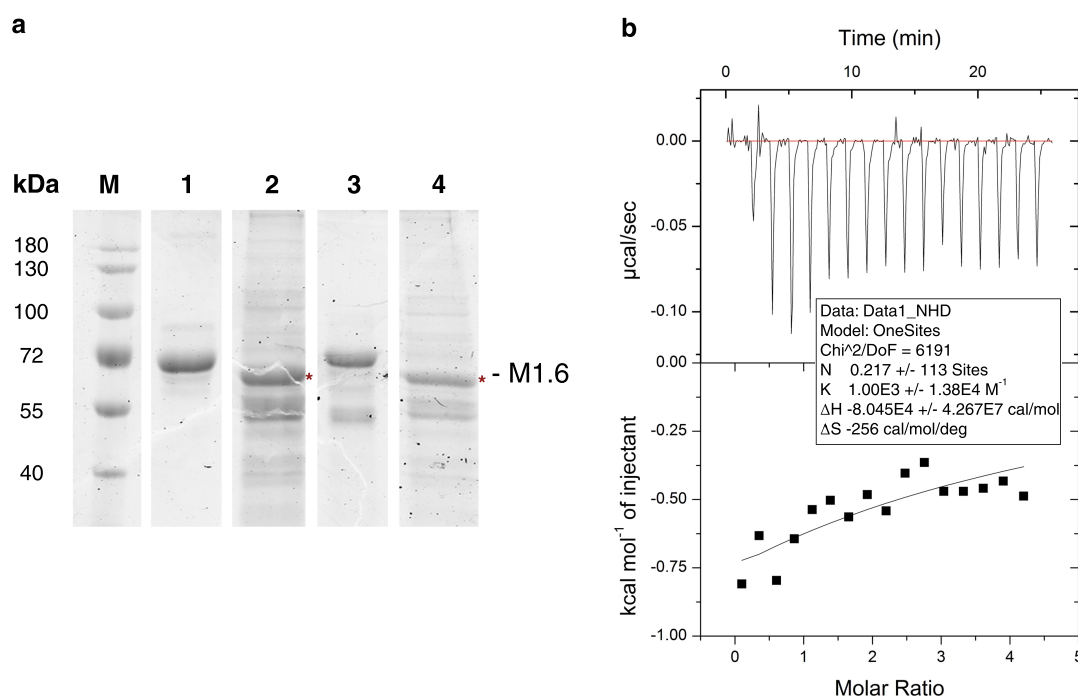 a
kDa M 1 2 3 4
180
130
100
72
55
40
*
*
- M1.6
b
Time (min)
0 10 20
0.00
-0.05
-0.10
µcal/sec
Data: Data1_NHD
Model: OneSites
Chi^2/DoF = 6191
N 0.217 +/- 113 Sites
K 1.00E3 +/- 1.38E4 M⁻¹
ΔH -8.045E4 +/- 4.267E7 cal/mol
ΔS -256 cal/mol/deg
0.00
-0.25
-0.50
-0.75
-1.00
kcal mol⁻¹ of injectant
0 1 2 3 4 5
Molar Ratio